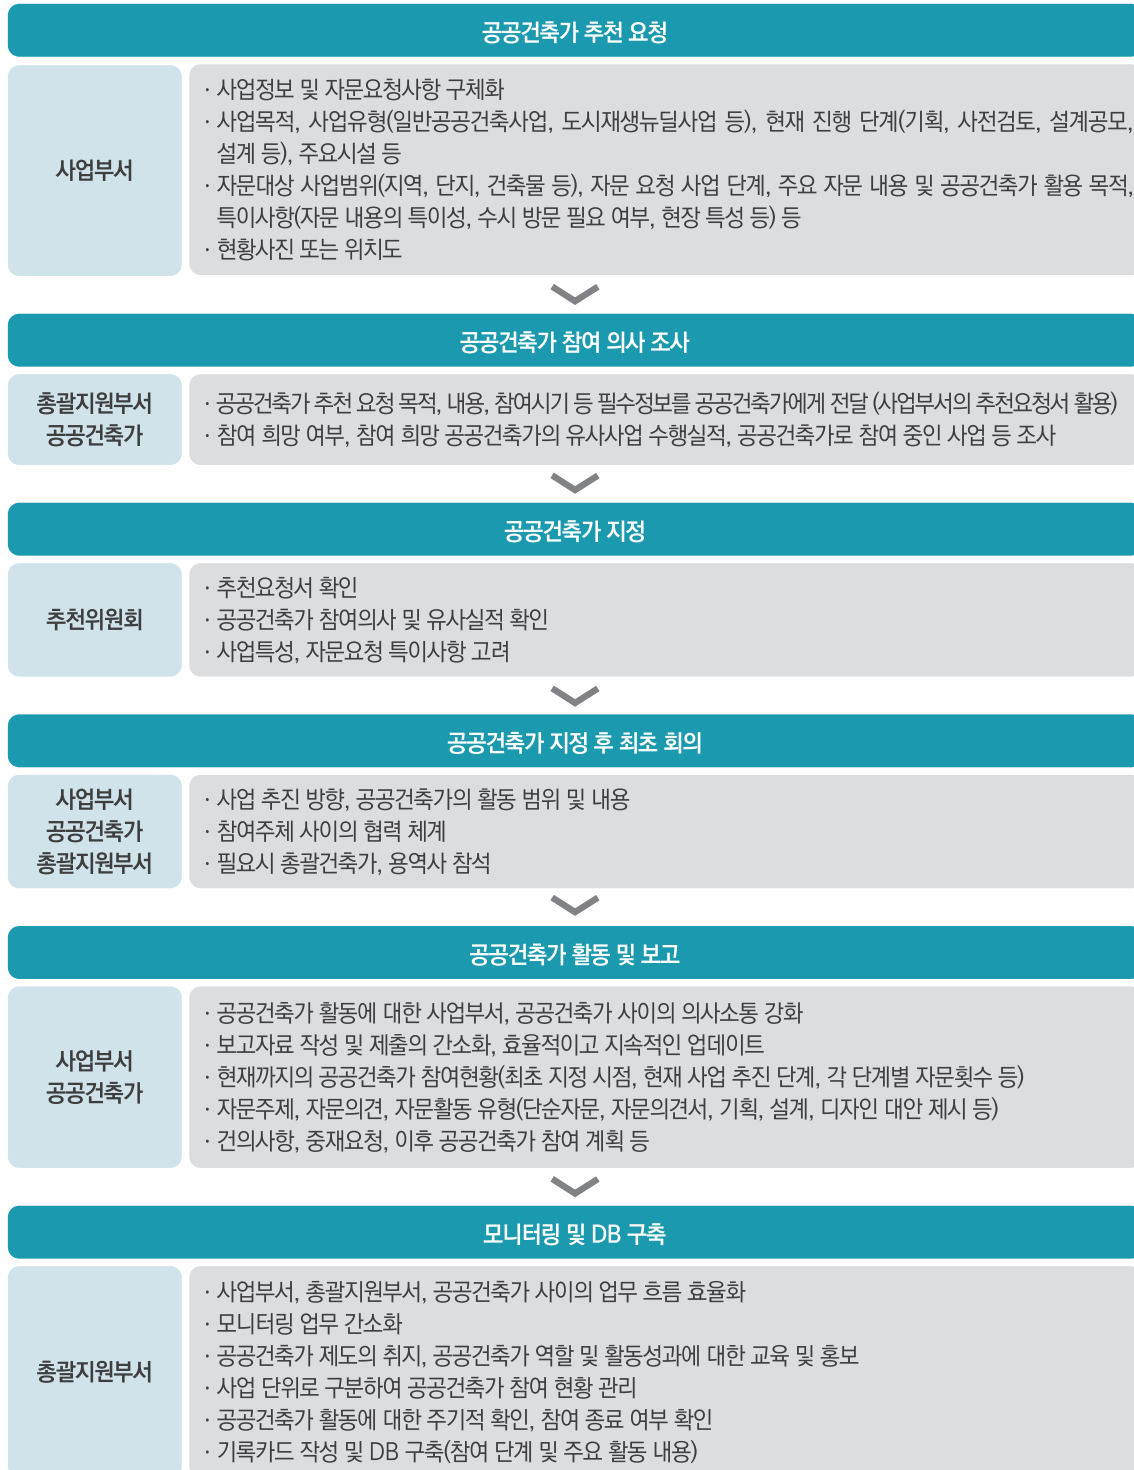 공공건축가 추천 요청
사업부서
· 사업정보 및 자문요청사항 구체화
· 사업목적, 사업유형(일반공공건축사업, 도시재생뉴딜사업 등), 현재 진행 단계(기획, 사전검토, 설계공모,
설계 등), 주요시설 등
· 자문대상 사업범위(지역, 단지, 건축물 등), 자문 요청 사업 단계, 주요 자문 내용 및 공공건축가 활용 목적,
특이사항(자문 내용의 특이성, 수시 방문 필요 여부, 현장 특성 등) 등
· 현황사진 또는 위치도
공공건축가 참여 의사 조사
총괄지원부서
공공건축가
· 공공건축가 추천 요청 목적, 내용, 참여시기 등 필수정보를 공공건축가에게 전달 (사업부서의 추천요청서 활용)
· 참여 희망 여부, 참여 희망 공공건축가의 유사사업 수행실적, 공공건축가로 참여 중인 사업 등 조사
공공건축가 지정
추천위원회
· 추천요청서 확인
· 공공건축가 참여의사 및 유사실적 확인
· 사업특성, 자문요청 특이사항 고려
공공건축가 지정 후 최초 회의
사업부서
공공건축가
총괄지원부서
· 사업 추진 방향, 공공건축가의 활동 범위 및 내용
· 참여주체 사이의 협력 체계
· 필요시 총괄건축가, 용역사 참석
공공건축가 활동 및 보고
사업부서
공공건축가
· 공공건축가 활동에 대한 사업부서, 공공건축가 사이의 의사소통 강화
· 보고자료 작성 및 제출의 간소화, 효율적이고 지속적인 업데이트
· 현재까지의 공공건축가 참여현황(최초 지정 시점, 현재 사업 추진 단계, 각 단계별 자문횟수 등)
· 자문주제, 자문의견, 자문활동 유형(단순자문, 자문의견서, 기획, 설계, 디자인 대안 제시 등)
· 건의사항, 중재요청, 이후 공공건축가 참여 계획 등
모니터링 및 DB 구축
총괄지원부서
· 사업부서, 총괄지원부서, 공공건축가 사이의 업무 흐름 효율화
· 모니터링 업무 간소화
· 공공건축가 제도의 취지, 공공건축가 역할 및 활동성과에 대한 교육 및 홍보
· 사업 단위로 구분하여 공공건축가 참여 현황 관리
· 공공건축가 활동에 대한 주기적 확인, 참여 종료 여부 확인
· 기록카드 작성 및 DB 구축(참여 단계 및 주요 활동 내용)